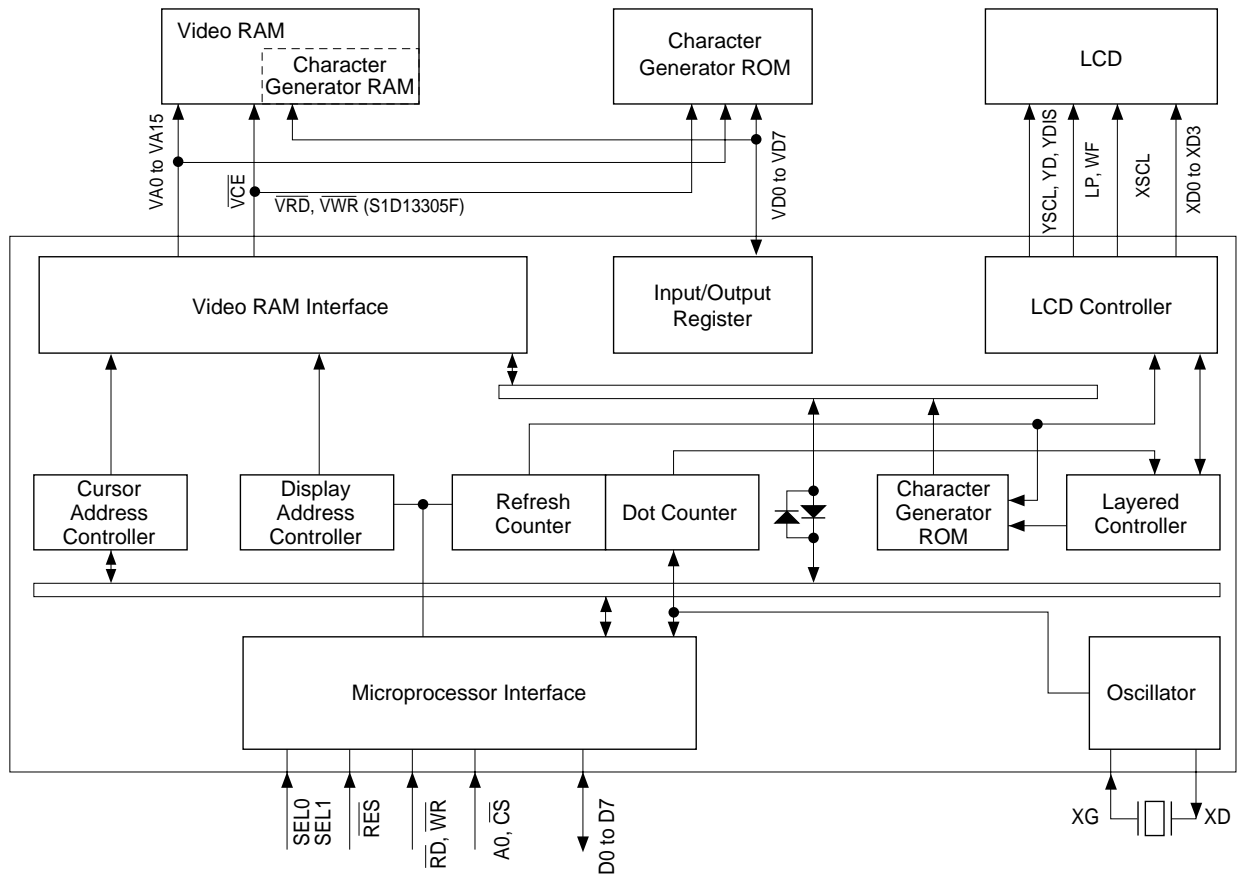 Video RAM
Character
Generator RAM
Character
Generator ROM
LCD
VA0 to VA15
VCE
VRD, VWR (S1D13305F)
VD0 to VD7
YSCL, YD, YDIS
LP, WF
XSCL
XD0 to XD3
Video RAM Interface
Input/Output
Register
LCD Controller
Cursor
Address
Controller
Display
Address
Controller
Refresh
Counter
Dot Counter
Character
Generator
ROM
Layered
Controller
Microprocessor Interface
Oscillator
SEL0
SEL1
RES
RD, WR
A0, CS
D0 to D7
XG
XD